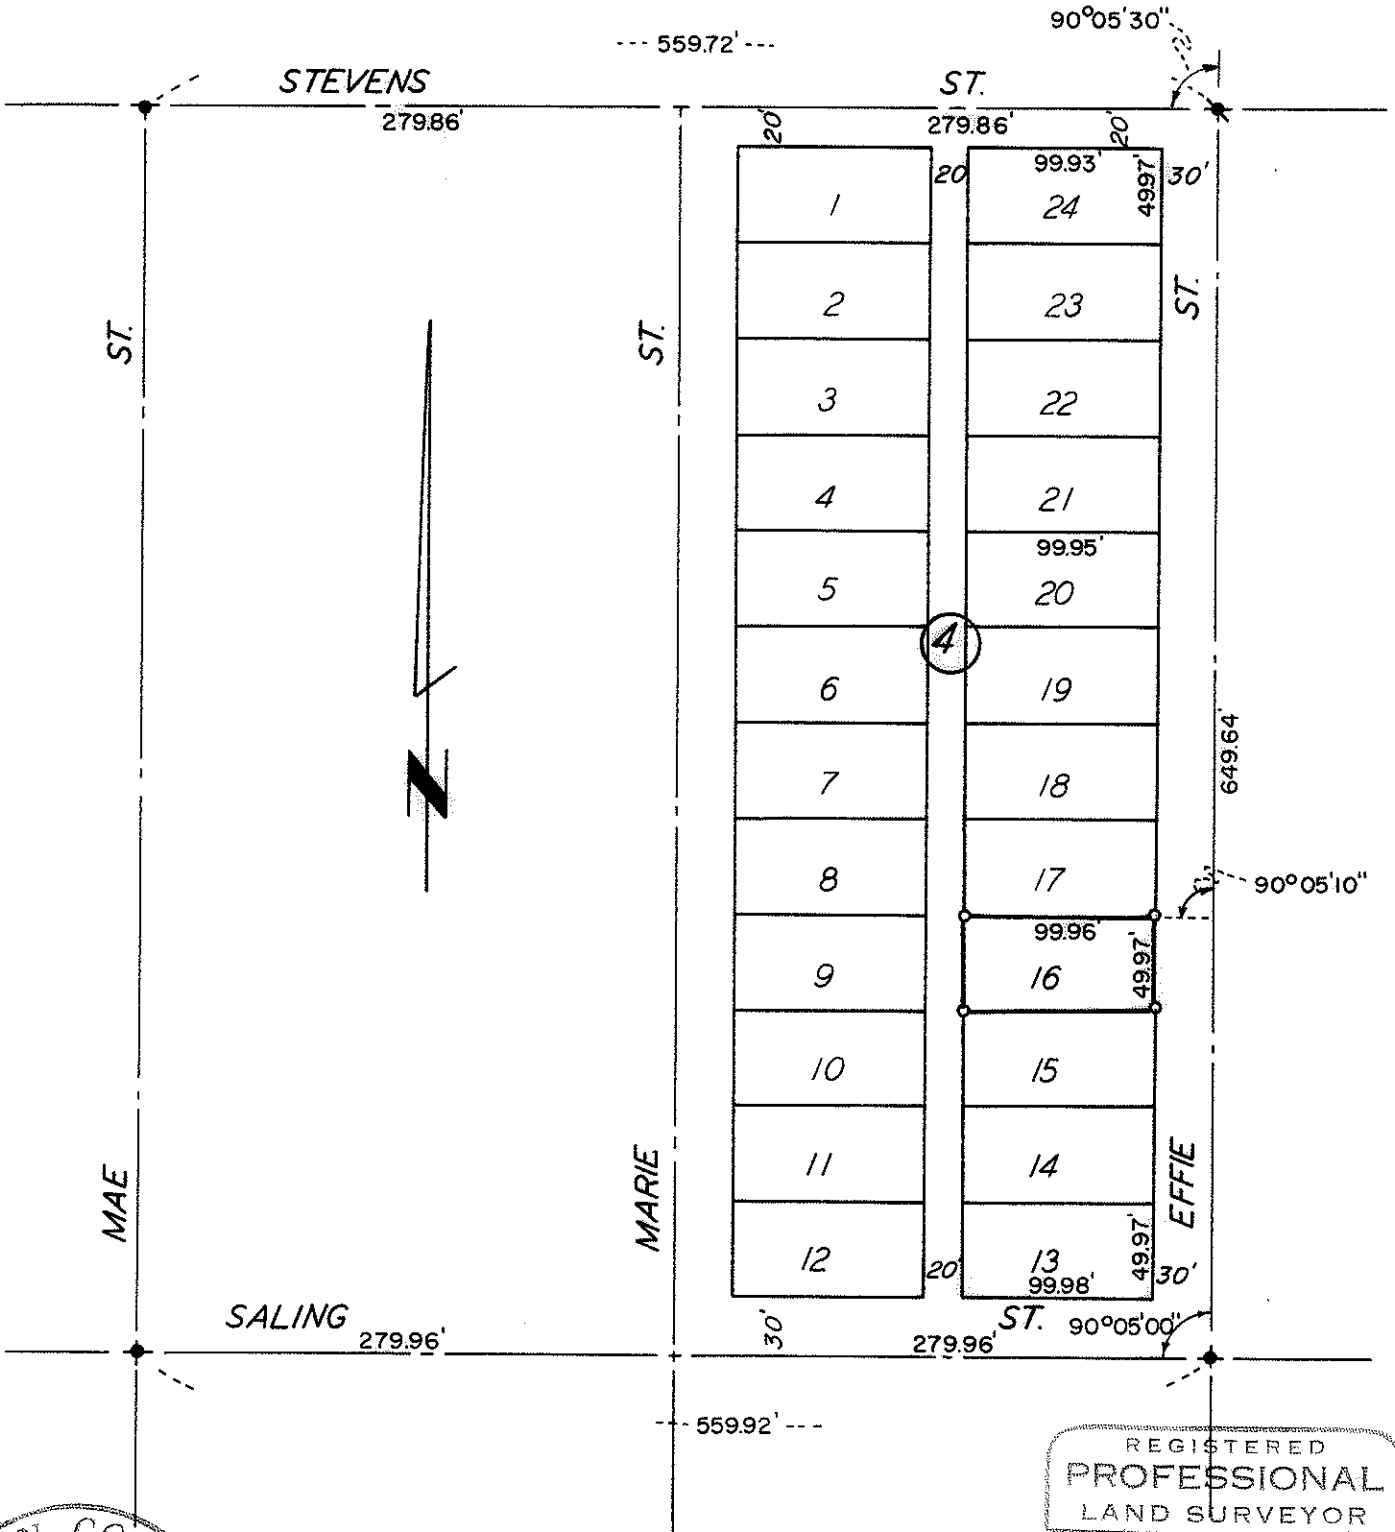 90°05'30"
--- 559.72' ---
STEVENS ST.
279.86' 279.86'
20' 20'
20 99.93' 49.97' 30'
1 24
2 23
ST. ST. ST.
3 22
4 21
99.95'
5 20
4
6 19
649.64'
7 18
N
8 17
90°05'10"
99.96'
9 16 49.97'
10 15
MAE MARIE EFFIE
11 14
12 20' 13 49.97' 30'
99.98'
SALING ST. 90°05'00"
279.96' 30' 279.96'
--- 559.92' ---
REGISTERED
PROFESSIONAL
LAND SURVEYOR